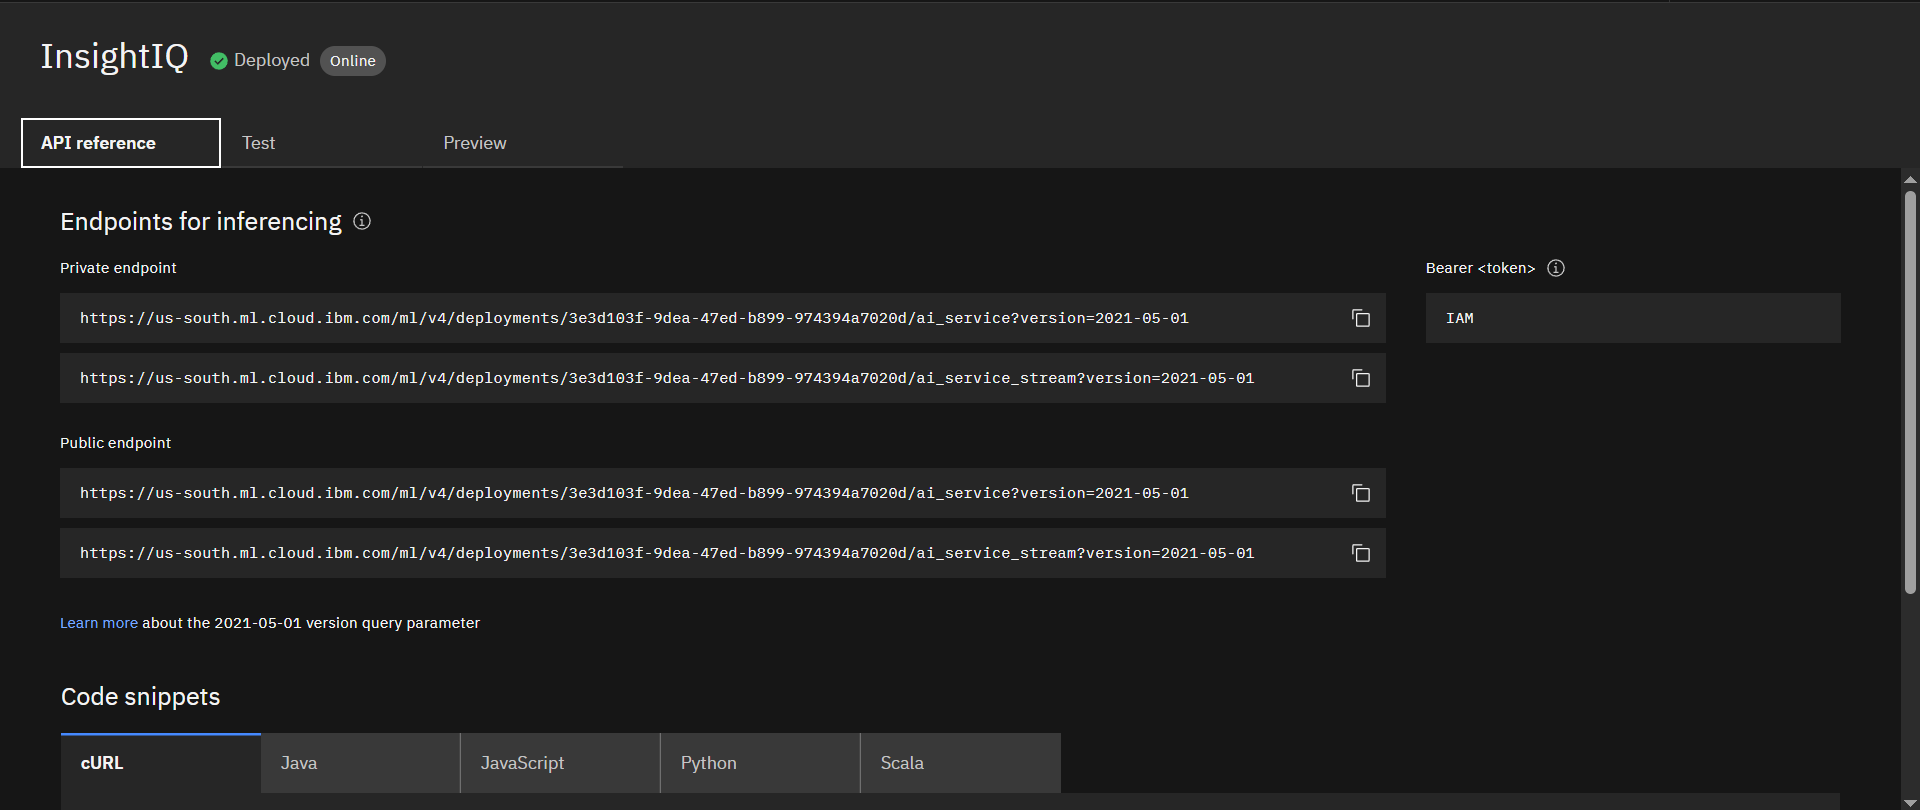 InsightIQ Deployed Online
API reference Test Preview
Endpoints for inferencing
Private endpoint
Bearer <token>
https://us-south.ml.cloud.ibm.com/ml/v4/deployments/3e3d103f-9dea-47ed-b899-974394a7020d/ai_service?version=2021-05-01
IAM
https://us-south.ml.cloud.ibm.com/ml/v4/deployments/3e3d103f-9dea-47ed-b899-974394a7020d/ai_service_stream?version=2021-05-01
Public endpoint
https://us-south.ml.cloud.ibm.com/ml/v4/deployments/3e3d103f-9dea-47ed-b899-974394a7020d/ai_service?version=2021-05-01
https://us-south.ml.cloud.ibm.com/ml/v4/deployments/3e3d103f-9dea-47ed-b899-974394a7020d/ai_service_stream?version=2021-05-01
Learn more about the 2021-05-01 version query parameter
Code snippets
cURL Java JavaScript Python Scala